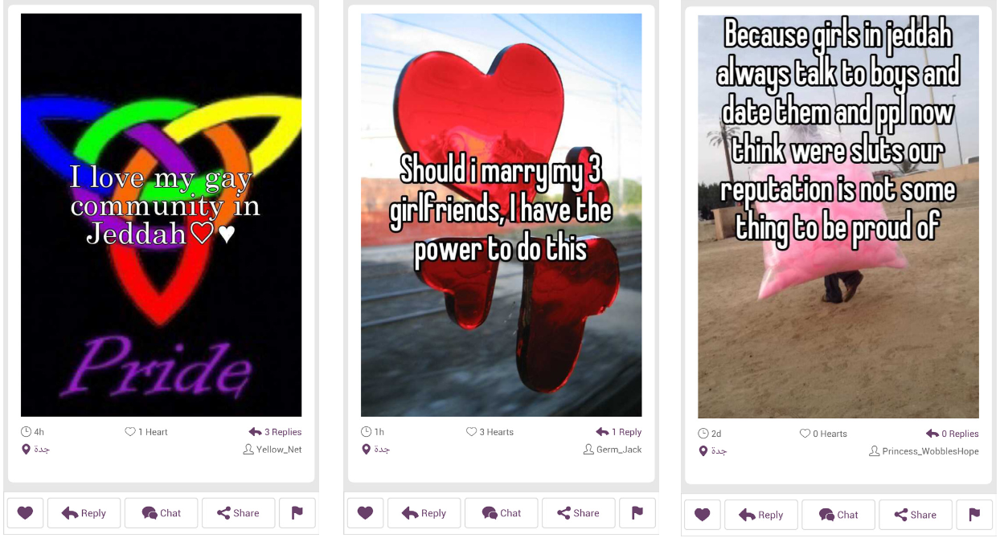 I love my gay
community in
Jeddah♡♥
Pride
4h
1 Heart
3 Replies
جدة
Yellow_Net
Reply
Chat
Share
Should i marry my 3
girlfriends, I have the
power to do this
1h
3 Hearts
1 Reply
جدة
Germ_Jack
Reply
Chat
Share
Because girls in jeddah
always talk to boys and
date them and ppl now
think were sluts our
reputation is not some
thing to be proud of
2d
0 Hearts
0 Replies
جدة
Princess_WobblesHope
Reply
Chat
Share